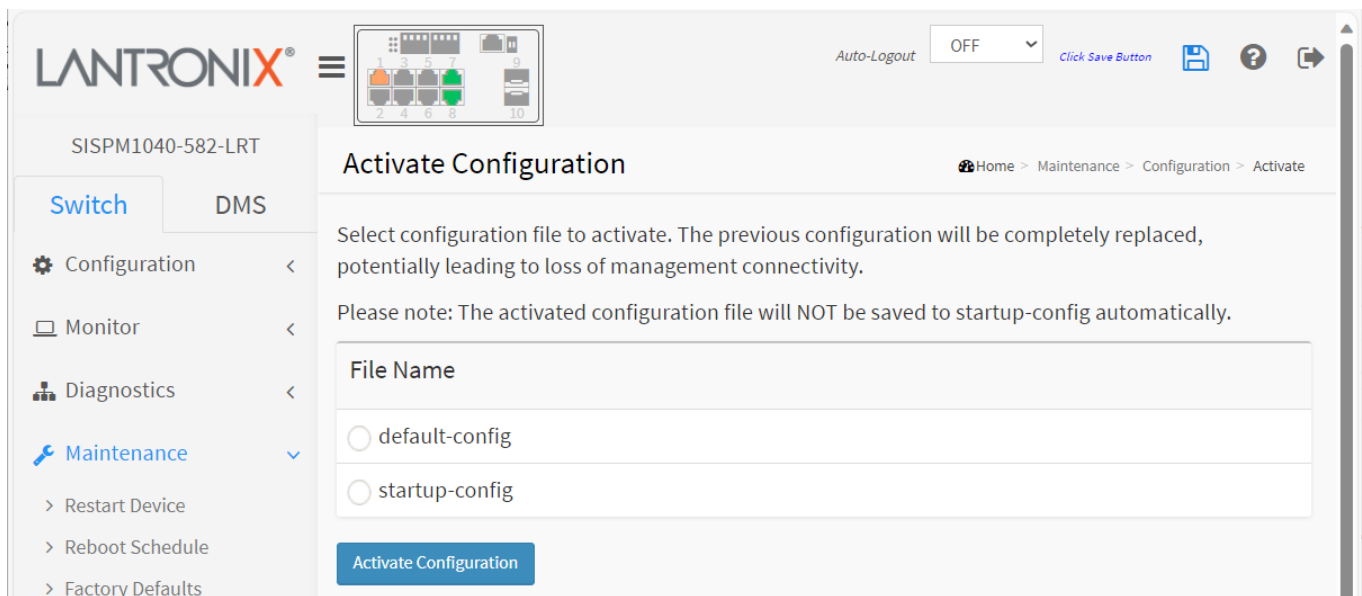 LANTRONIX®
1 3 5 7 9
2 4 6 8 10
Auto-Logout OFF Click Save Button
SISPM1040-582-LRT
Switch DMS
Configuration
Monitor
Diagnostics
Maintenance
> Restart Device
> Reboot Schedule
> Factory Defaults
Activate Configuration
Home > Maintenance > Configuration > Activate
Select configuration file to activate. The previous configuration will be completely replaced,
potentially leading to loss of management connectivity.
Please note: The activated configuration file will NOT be saved to startup-config automatically.
File Name
default-config
startup-config
Activate Configuration